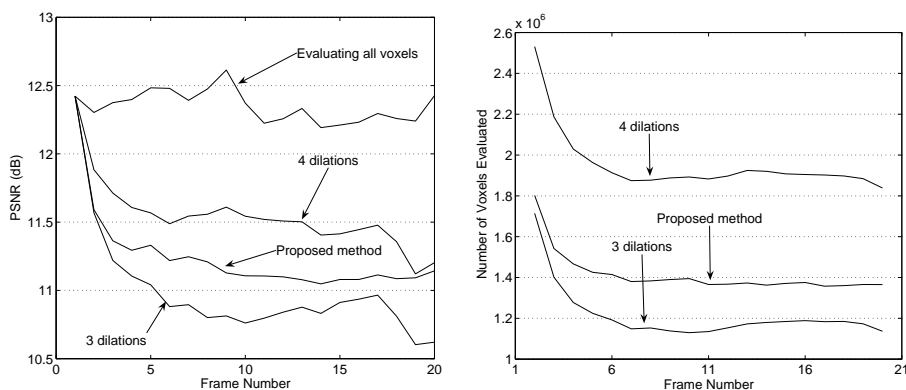 13
12.5
12
11.5
11
10.5
PSNR (dB)
Evaluating all voxels
4 dilations
Proposed method
3 dilations
0
5
10
15
20
Frame Number
x 10^6
2.6
2.4
2.2
2
1.8
1.6
1.4
1.2
1
Number of Voxels Evaluated
4 dilations
Proposed method
3 dilations
1
6
11
16
21
Frame Number